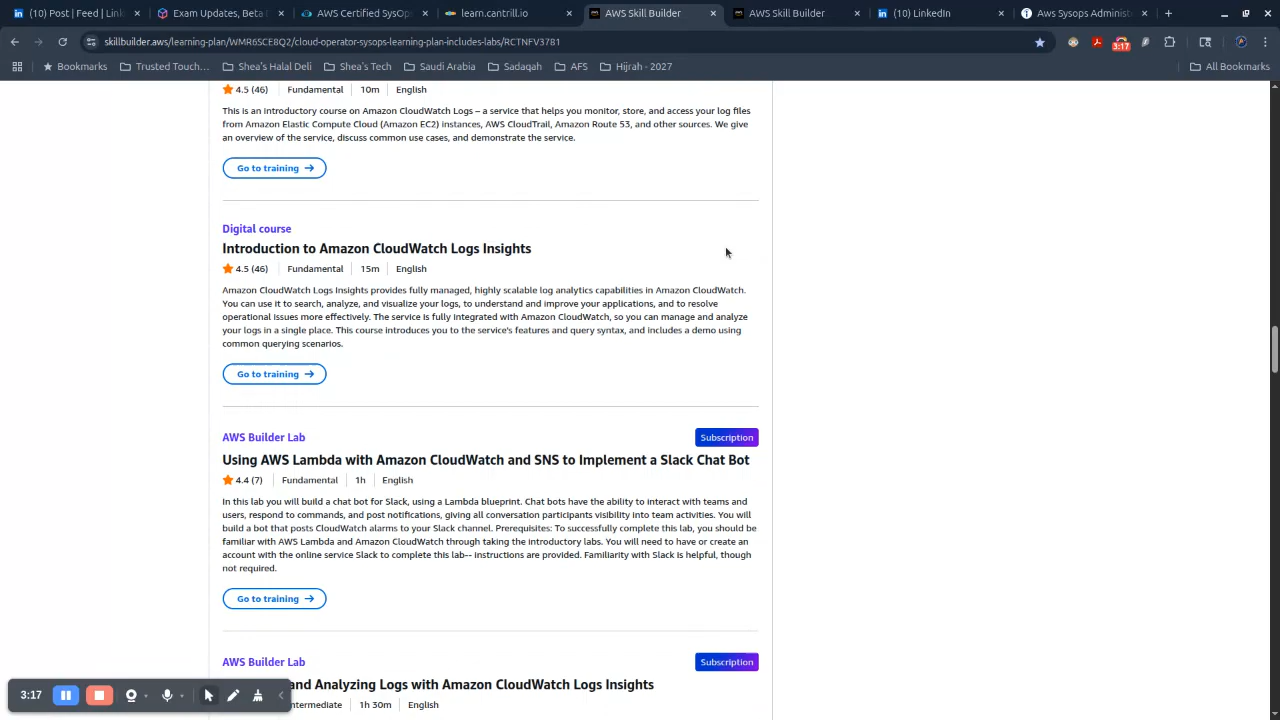 (10) Post | Feed | Link
Exam Updates, Beta
AWS Certified SysOp
learn.cantrill.io
AWS Skill Builder
AWS Skill Builder
(10) LinkedIn
Aws Sysops Administ
skillbuilder.aws/learning-plan/WMR6SCE8Q2/cloud-operator-sysops-learning-plan-includes-labs/RCTNFV3781
3:17
Bookmarks
Trusted Touch...
Shea's Halal Deli
Shea's Tech
Saudi Arabia
Sadaqah
AFS
Hijrah - 2027
All Bookmarks
4.5 (46) Fundamental 10m English
This is an introductory course on Amazon CloudWatch Logs – a service that helps you monitor, store, and access your log files
from Amazon Elastic Compute Cloud (Amazon EC2) instances, AWS CloudTrail, Amazon Route 53, and other sources. We give
an overview of the service, discuss common use cases, and demonstrate the service.
Go to training →
Digital course
Introduction to Amazon CloudWatch Logs Insights
4.5 (46) Fundamental 15m English
Amazon CloudWatch Logs Insights provides fully managed, highly scalable log analytics capabilities in Amazon CloudWatch.
You can use it to search, analyze, and visualize your logs, to understand and improve your applications, and to resolve
operational issues more effectively. The service is fully integrated with Amazon CloudWatch, so you can manage and analyze
your logs in a single place. This course introduces you to the service's features and query syntax, and includes a demo using
common querying scenarios.
Go to training →
AWS Builder Lab
Subscription
Using AWS Lambda with Amazon CloudWatch and SNS to Implement a Slack Chat Bot
4.4 (7) Fundamental 1h English
In this lab you will build a chat bot for Slack, using a Lambda blueprint. Chat bots have the ability to interact with teams and
users, respond to commands, and post notifications, giving all conversation participants visibility into team activities. You will
build a bot that posts CloudWatch alarms to your Slack channel. Prerequisites: To successfully complete this lab, you should be
familiar with AWS Lambda and Amazon CloudWatch through taking the introductory labs. You will need to have or create an
account with the online service Slack to complete this lab-- instructions are provided. Familiarity with Slack is helpful, though
not required.
Go to training →
AWS Builder Lab
Subscription
and Analyzing Logs with Amazon CloudWatch Logs Insights
ntermediate 1h 30m English
3:17